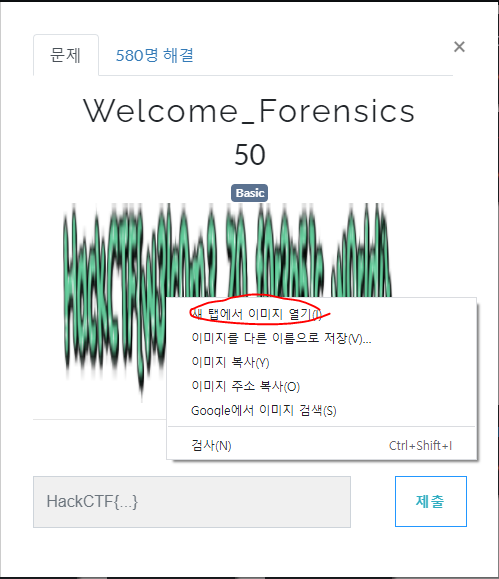 문제 580명 해결 ×
Welcome_Forensics
50
Basic
새 탭에서 이미지 열기(I)
이미지를 다른 이름으로 저장(V)...
이미지 복사(Y)
이미지 주소 복사(O)
Google에서 이미지 검색(S)
검사(N) Ctrl+Shift+I
HackCTF{...} 제출